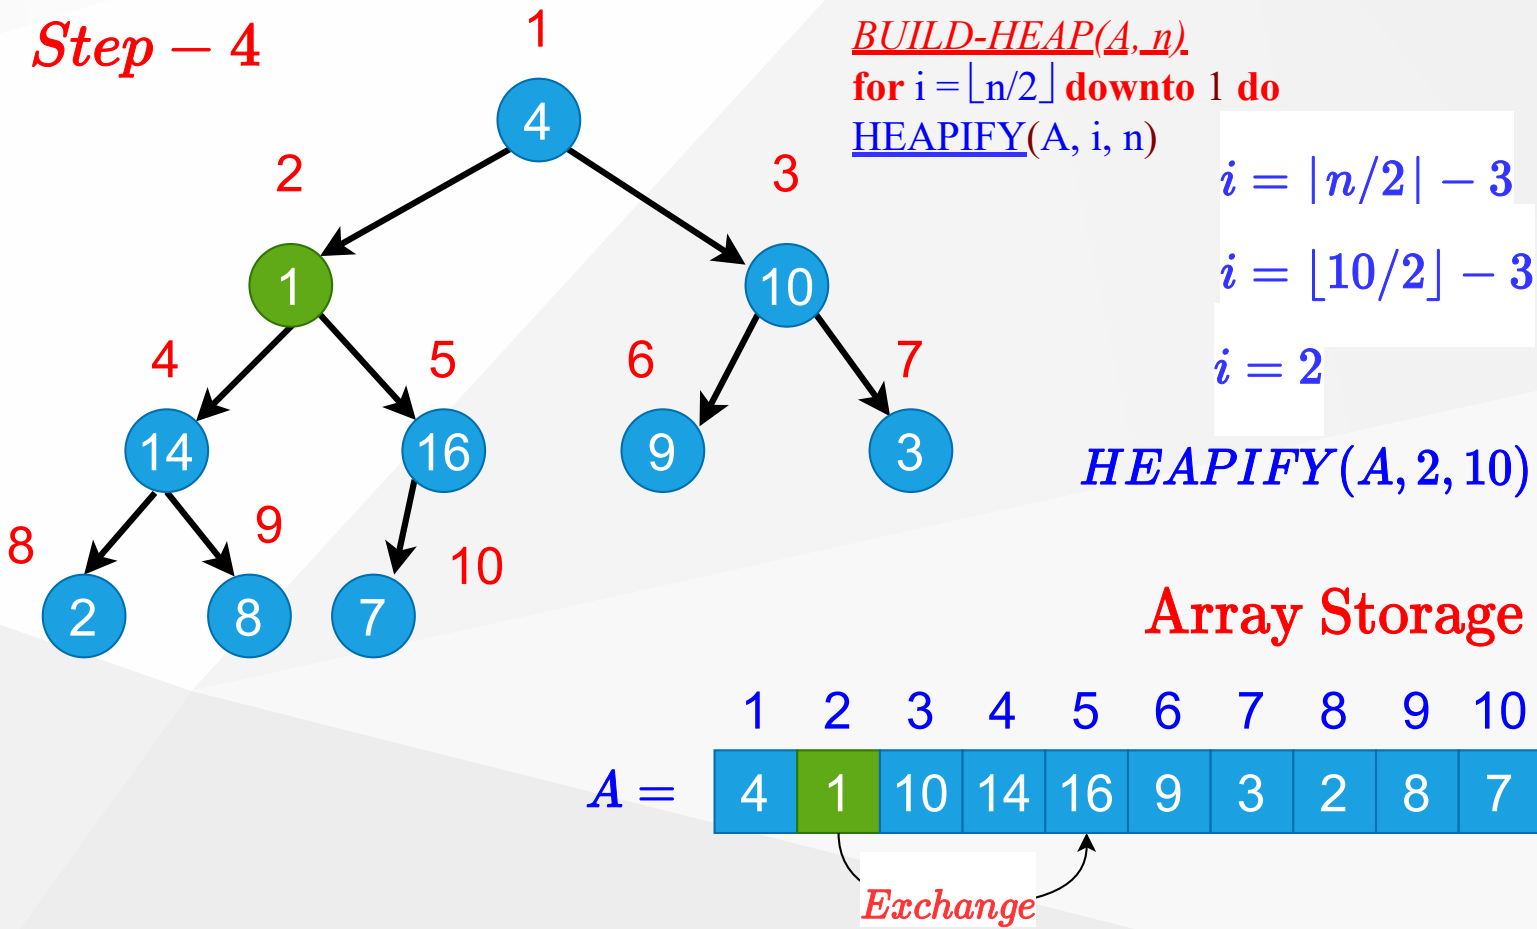 Step – 4
BUILD-HEAP(A, n)
for i = ⌊n/2⌋ downto 1 do
HEAPIFY(A, i, n)
i = |n/2| − 3
i = ⌊10/2⌋ − 3
i = 2
HEAPIFY(A, 2, 10)
1
4
2
3
1
10
4
5
6
7
14
16
9
3
8
9
10
2
8
7
Array Storage
1 2 3 4 5 6 7 8 9 10
A = 4 1 10 14 16 9 3 2 8 7
Exchange